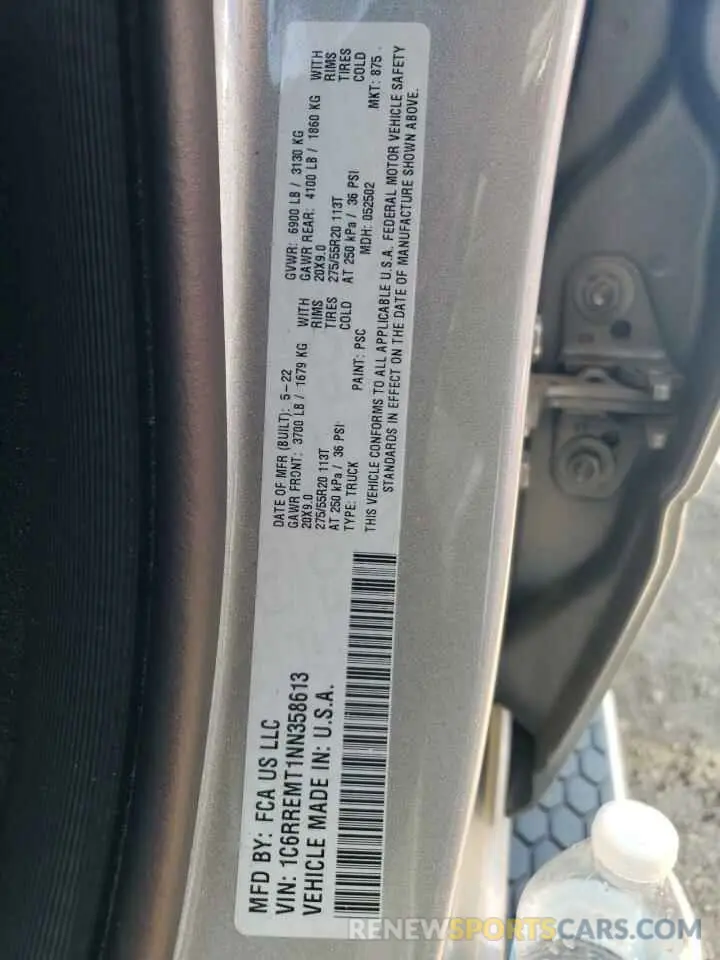 MFD BY: FCA US LLC
VIN: 1C6RREMT1NN358613
VEHICLE MADE IN: U.S.A.
DATE OF MFR (BUILT): 5-22
GAWR FRONT: 3700 LB / 1679 KG WITH
20X9.0 RIMS
275/55R20 113T TIRES
AT 250 kPa / 36 PSI COLD
TYPE: TRUCK PAINT: PSC
GVWR: 6900 LB / 3130 KG
GAWR REAR: 4100 LB / 1860 KG WITH
20X9.0 RIMS
275/55R20 113T TIRES
AT 250 kPa / 36 PSI COLD
MDH: 052502 MKT: 875
THIS VEHICLE CONFORMS TO ALL APPLICABLE U.S.A. FEDERAL MOTOR VEHICLE SAFETY
STANDARDS IN EFFECT ON THE DATE OF MANUFACTURE SHOWN ABOVE.
RENEWSPORTSCARS.COM